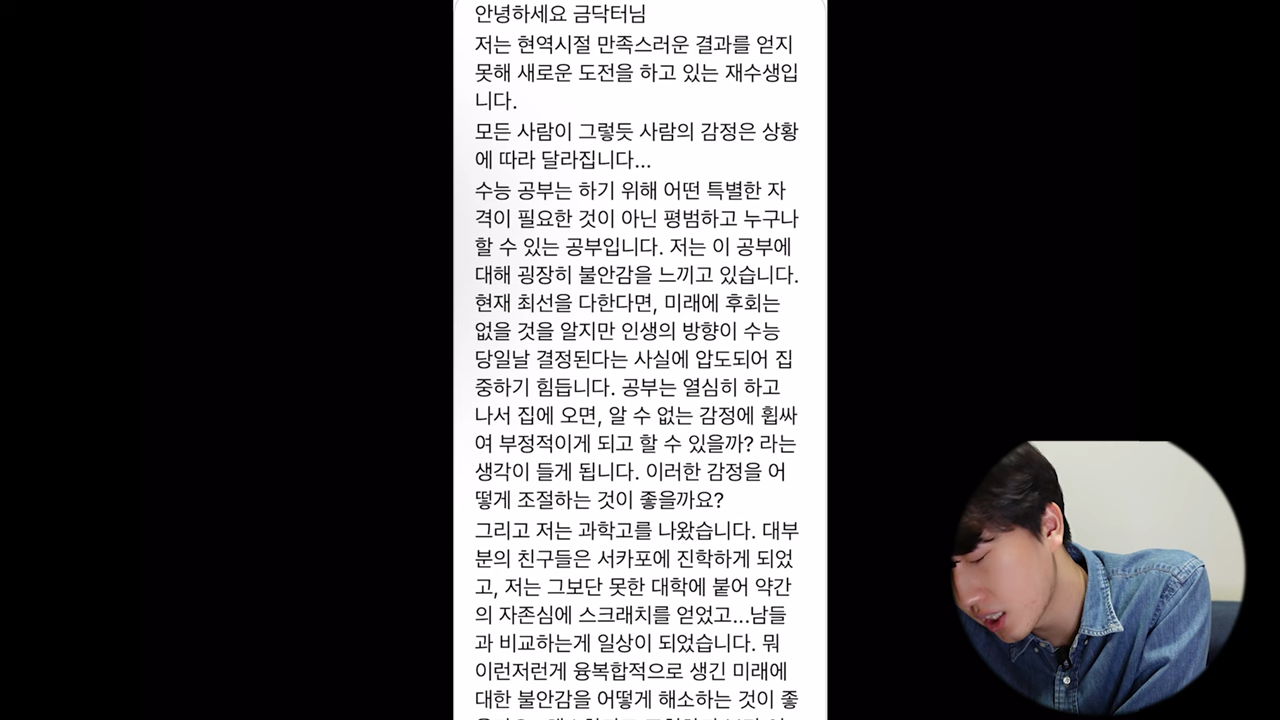 안녕하세요 금닥터님
저는 현역시절 만족스러운 결과를 얻지
못해 새로운 도전을 하고 있는 재수생입
니다.
모든 사람이 그렇듯 사람의 감정은 상황
에 따라 달라집니다...
수능 공부는 하기 위해 어떤 특별한 자
격이 필요한 것이 아닌 평범하고 누구나
할 수 있는 공부입니다. 저는 이 공부에
대해 굉장히 불안감을 느끼고 있습니다.
현재 최선을 다한다면, 미래에 후회는
없을 것을 알지만 인생의 방향이 수능
당일날 결정된다는 사실에 압도되어 집
중하기 힘듭니다. 공부는 열심히 하고
나서 집에 오면, 알 수 없는 감정에 휩싸
여 부정적이게 되고 할 수 있을까? 라는
생각이 들게 됩니다. 이러한 감정을 어
떻게 조절하는 것이 좋을까요?
그리고 저는 과학고를 나왔습니다. 대부
분의 친구들은 서카포에 진학하게 되었
고, 저는 그보단 못한 대학에 붙어 약간
의 자존심에 스크래치를 얻었고...남들
과 비교하는게 일상이 되었습니다. 뭐
이런저런게 융복합적으로 생긴 미래에
대한 불안감을 어떻게 해소하는 것이 좋